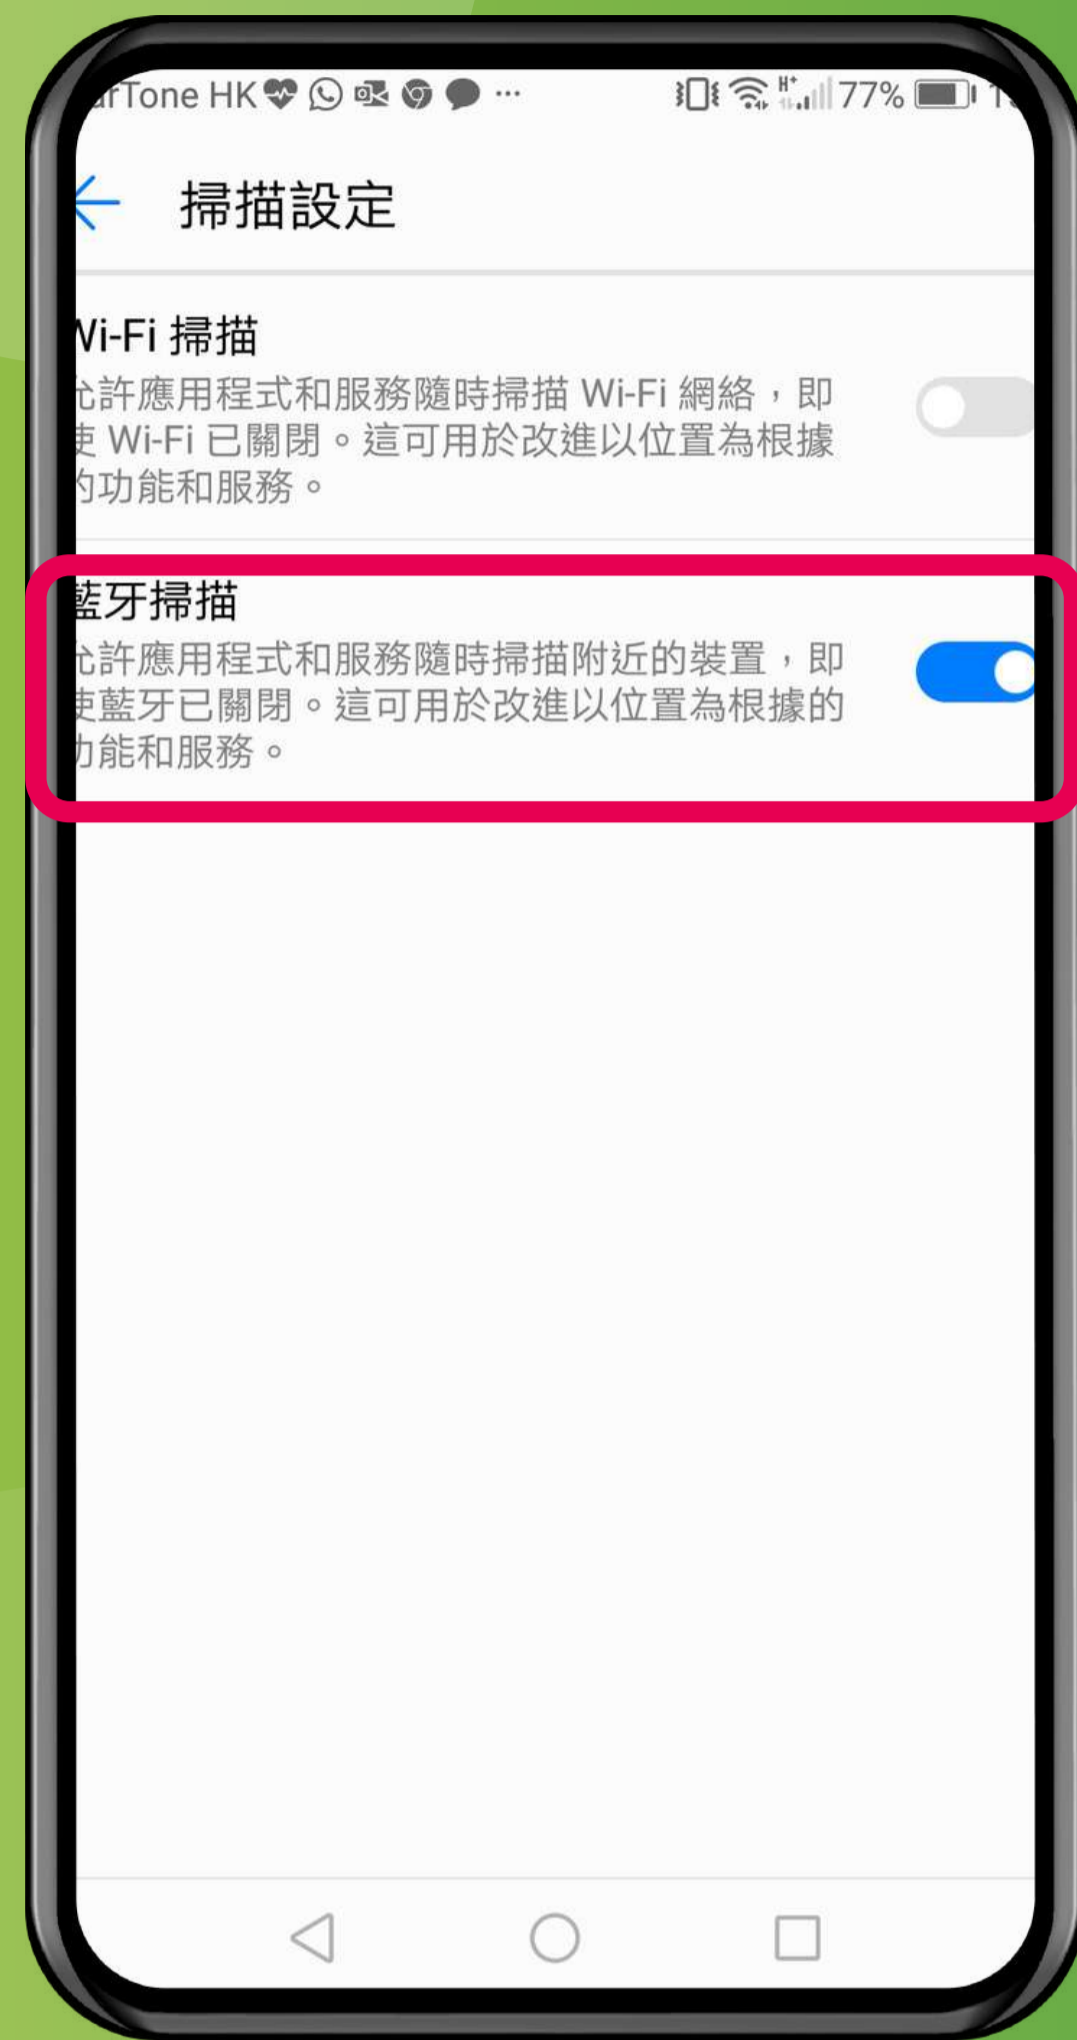 rTone HK ... 77%
掃描設定
Wi-Fi 掃描
允許應用程式和服務隨時掃描 Wi-Fi 網絡，即
使 Wi-Fi 已關閉。這可用於改進以位置為根據
的功能和服務。
藍牙掃描
允許應用程式和服務隨時掃描附近的裝置，即
使藍牙已關閉。這可用於改進以位置為根據的
功能和服務。